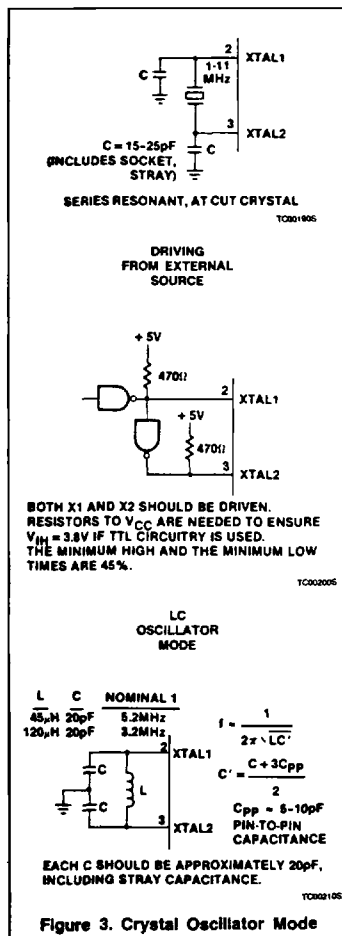 2 XTAL1
C
1-11
MHz
3 XTAL2
C = 15-25pF
(INCLUDES SOCKET,
STRAY)
C
SERIES RESONANT, AT CUT CRYSTAL
TC00190S
DRIVING
FROM EXTERNAL
SOURCE
+ 5V
470Ω
2 XTAL1
+ 5V
470Ω
3 XTAL2
BOTH X1 AND X2 SHOULD BE DRIVEN.
RESISTORS TO VCC ARE NEEDED TO ENSURE
VIH = 3.8V IF TTL CIRCUITRY IS USED.
THE MINIMUM HIGH AND THE MINIMUM LOW
TIMES ARE 45%.
TC00200S
LC
OSCILLATOR
MODE
L C NOMINAL 1
45μH 20pF 5.2MHz
120μH 20pF 3.2MHz
2 XTAL1
C
L
C
3 XTAL2
f = 1 / 2π√LC'
C' = C + 3Cpp / 2
Cpp ≈ 5-10pF
PIN-TO-PIN
CAPACITANCE
EACH C SHOULD BE APPROXIMATELY 20pF,
INCLUDING STRAY CAPACITANCE.
TC00210S
Figure 3. Crystal Oscillator Mode